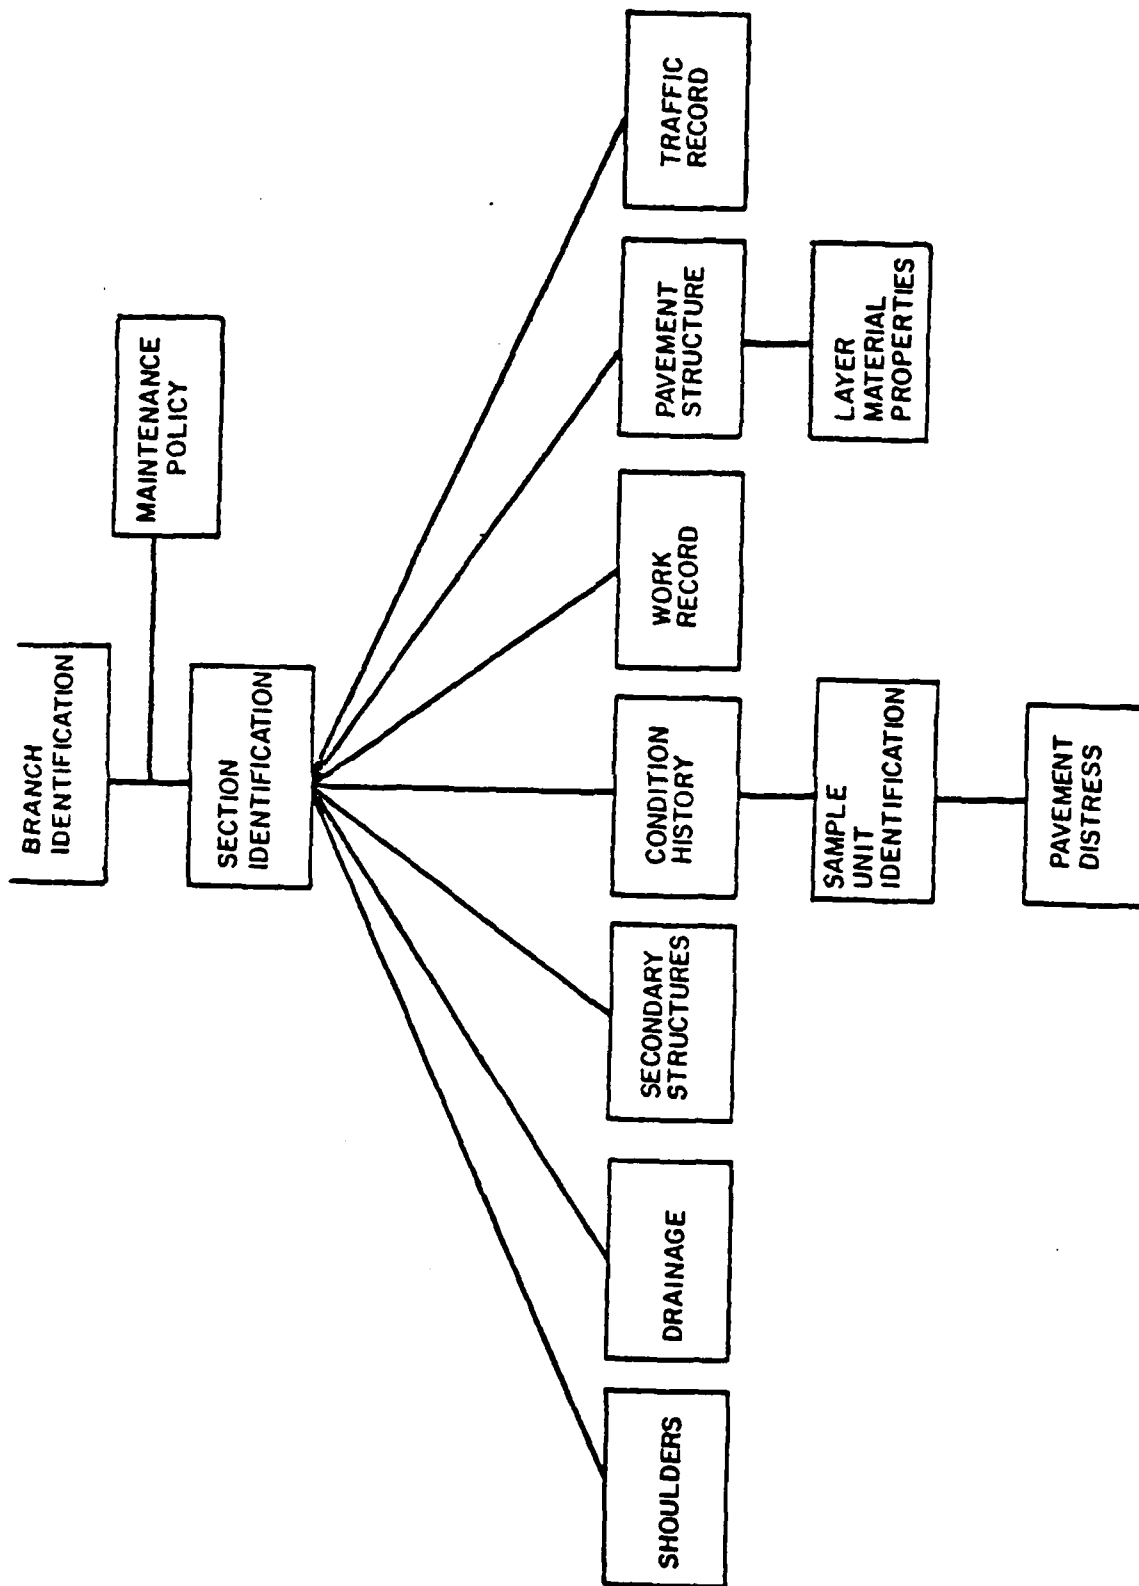 BRANCH
IDENTIFICATION
MAINTENANCE
POLICY
SECTION
IDENTIFICATION
SHOULDERS
DRAINAGE
SECONDARY
STRUCTURES
CONDITION
HISTORY
WORK
RECORD
PAVEMENT
STRUCTURE
TRAFFIC
RECORD
SAMPLE
UNIT
IDENTIFICATION
LAYER
MATERIAL
PROPERTIES
PAVEMENT
DISTRESS